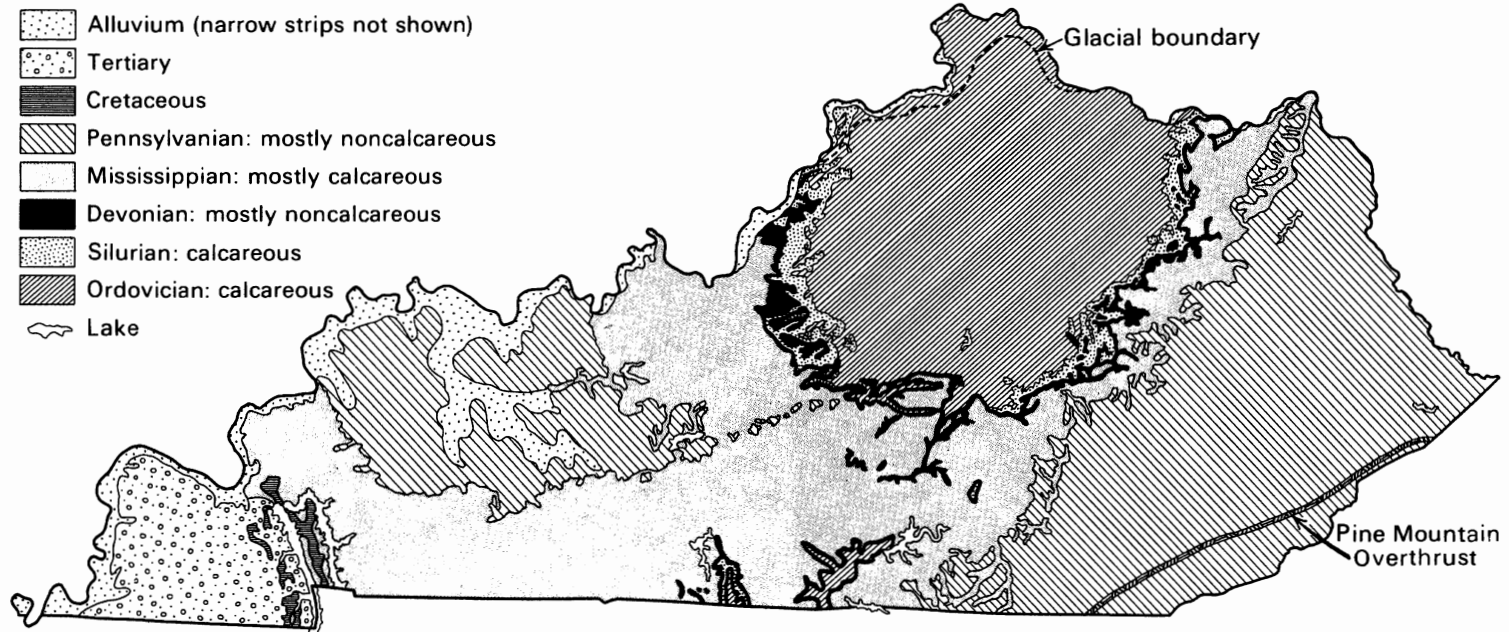 Alluvium (narrow strips not shown)
Tertiary
Cretaceous
Pennsylvanian: mostly noncalcareous
Mississippian: mostly calcareous
Devonian: mostly noncalcareous
Silurian: calcareous
Ordovician: calcareous
Lake
Glacial boundary
Pine Mountain
Overthrust